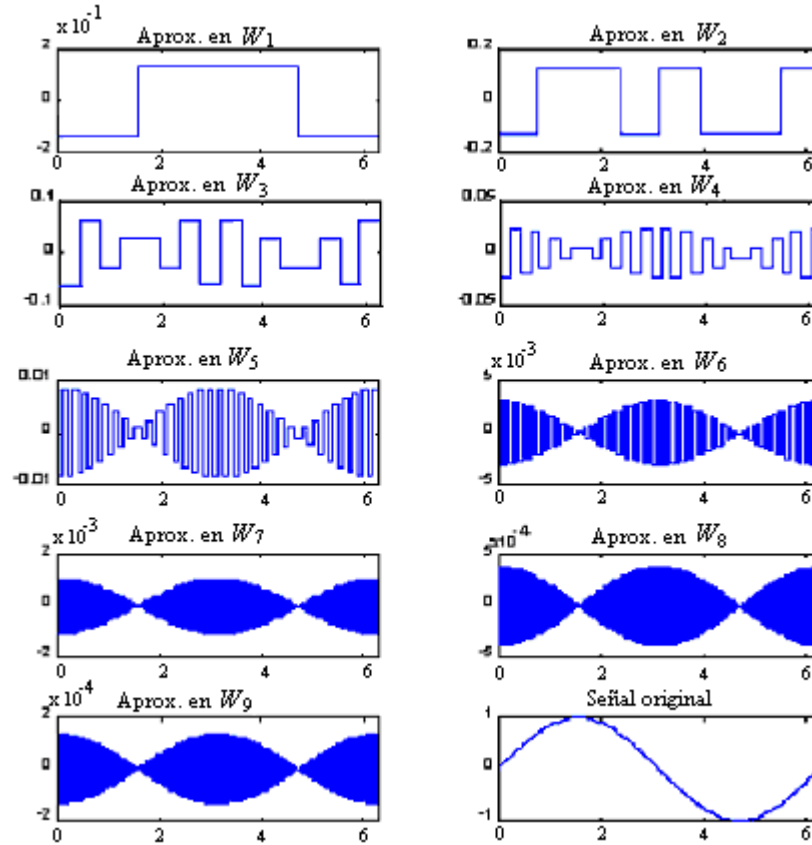 x 10⁻¹
Aprox. en W₁
2
0
-2
0 2 4 6
Aprox. en W₂
0.2
0
-0.2
0 2 4 6
Aprox. en W₃
0.1
0
-0.1
0 2 4 6
Aprox. en W₄
0.05
0
-0.05
0 2 4 6
Aprox. en W₅
0.01
0
-0.01
0 2 4 6
x 10⁻³
Aprox. en W₆
5
0
-5
0 2 4 6
x 10⁻³
Aprox. en W₇
2
0
-2
0 2 4 6
x10⁻⁴
Aprox. en W₈
5
0
-5
0 2 4 6
x 10⁻⁴
Aprox. en W₉
2
0
-2
0 2 4 6
Señal original
1
0
-1
0 2 4 6